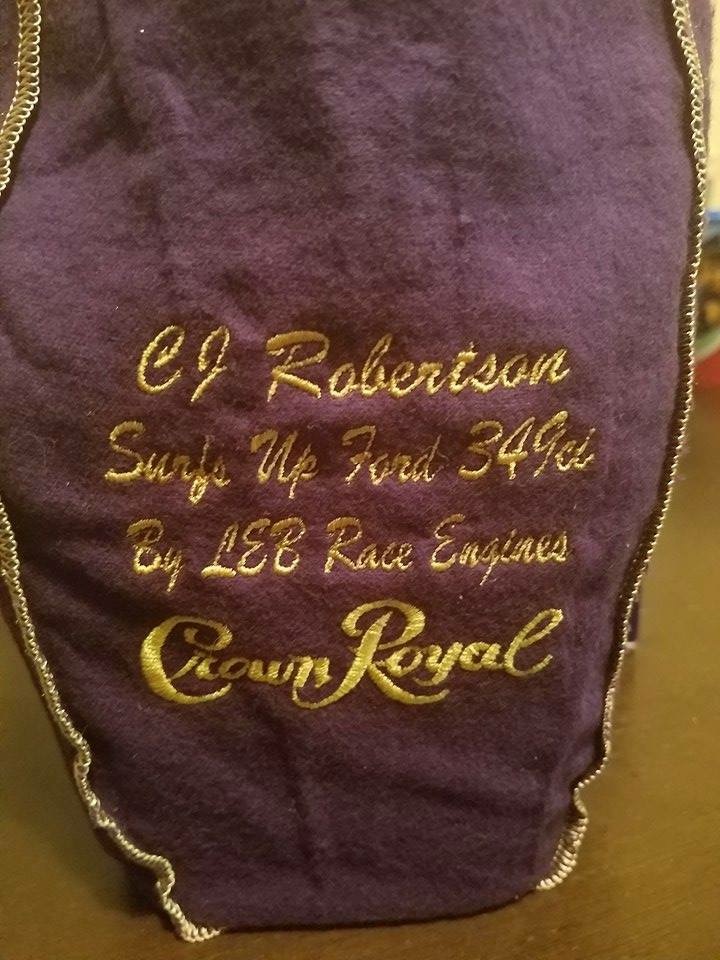 CJ Robertson
Surfs Up Ford 349ci
By LEB Race Engines
Crown Royal